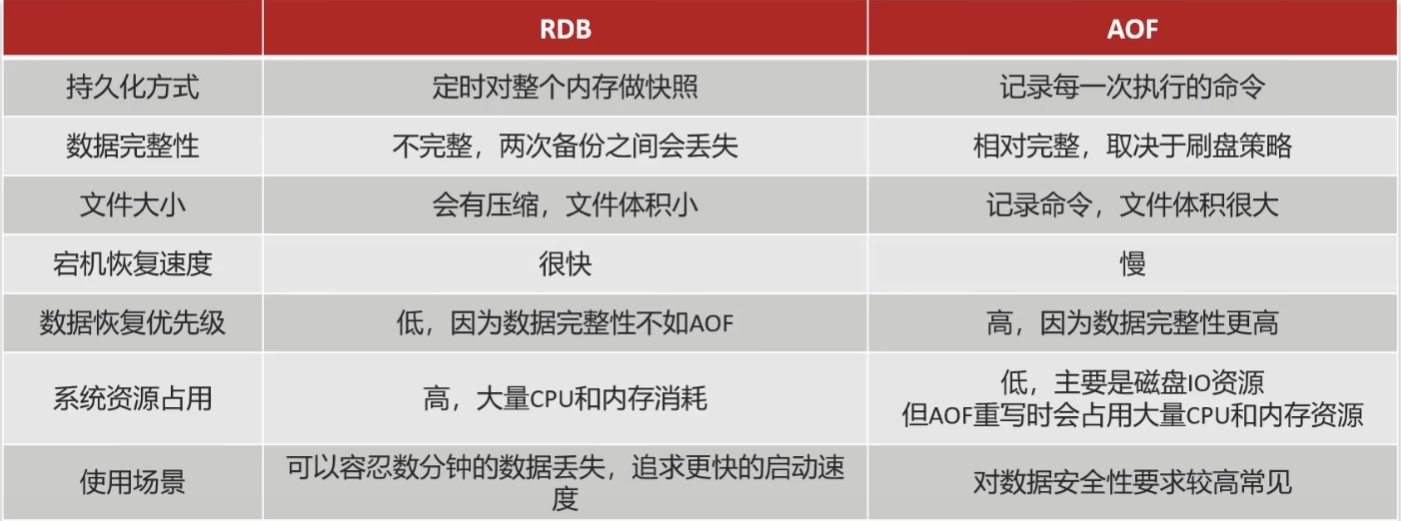 RDB AOF
持久化方式 定时对整个内存做快照 记录每一次执行的命令
数据完整性 不完整，两次备份之间会丢失 相对完整，取决于刷盘策略
文件大小 会有压缩，文件体积小 记录命令，文件体积很大
宕机恢复速度 很快 慢
数据恢复优先级 低，因为数据完整性不如AOF 高，因为数据完整性更高
系统资源占用 高，大量CPU和内存消耗 低，主要是磁盘IO资源
但AOF重写时会占用大量CPU和内存资源
使用场景 可以容忍数分钟的数据丢失，追求更快的启动速
度 对数据安全性要求较高常见